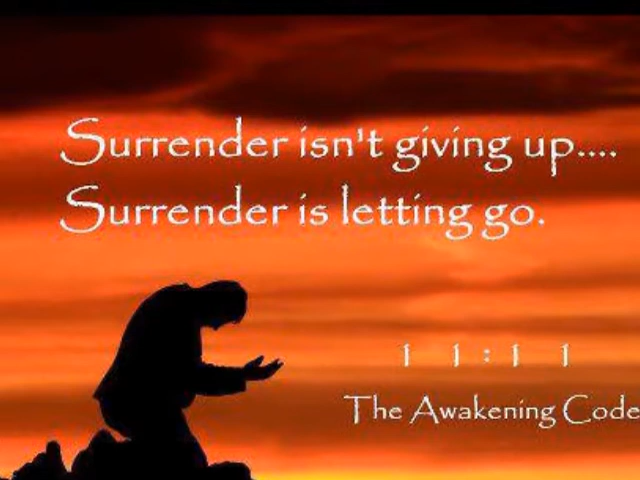 Surrender isn't giving up....
Surrender is letting go.
1 1 : 1 1
The Awakening Code